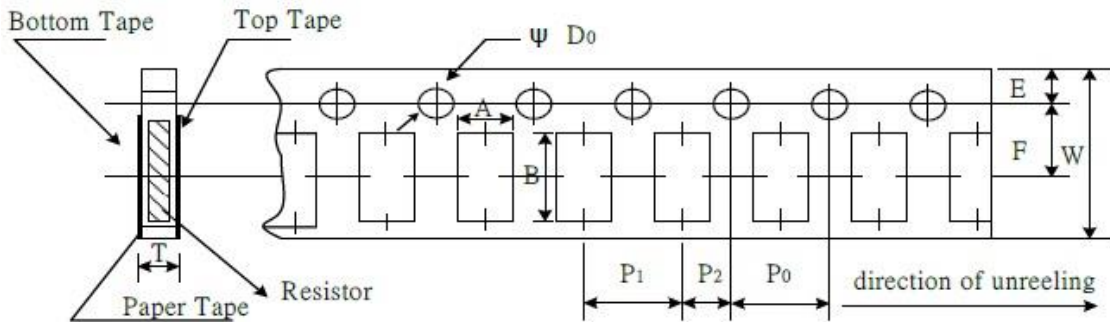 Bottom Tape
Top Tape
Ψ D0
A
B
E
F
W
T
P1
P2
P0
Paper Tape
Resistor
direction of unreeling